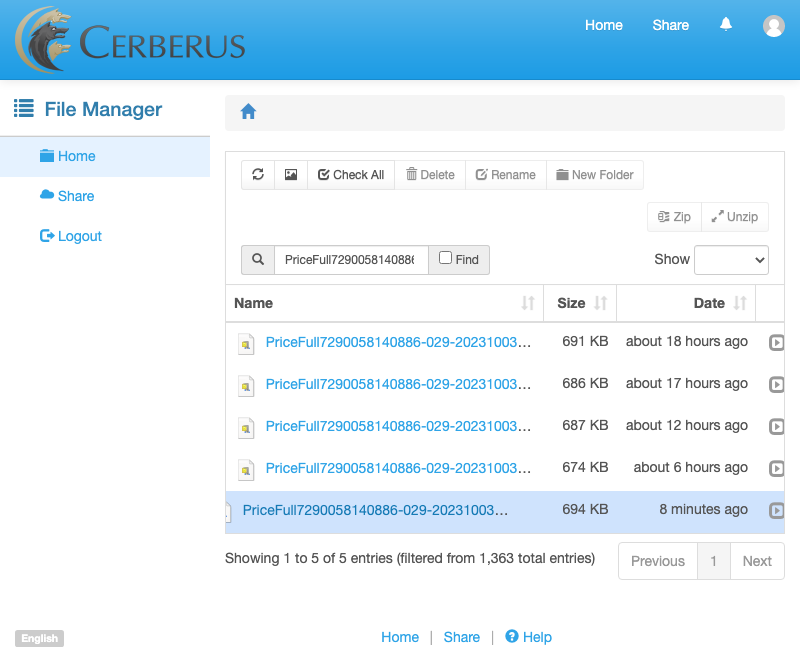 CERBERUS
Home Share
File Manager
Home
Share
Logout
Check All Delete Rename New Folder
Zip Unzip
PriceFull7290058140886 Find Show
Name Size Date
PriceFull7290058140886-029-20231003... 691 KB about 18 hours ago
PriceFull7290058140886-029-20231003... 686 KB about 17 hours ago
PriceFull7290058140886-029-20231003... 687 KB about 12 hours ago
PriceFull7290058140886-029-20231003... 674 KB about 6 hours ago
PriceFull7290058140886-029-20231003... 694 KB 8 minutes ago
Showing 1 to 5 of 5 entries (filtered from 1,363 total entries) Previous 1 Next
English Home | Share | Help